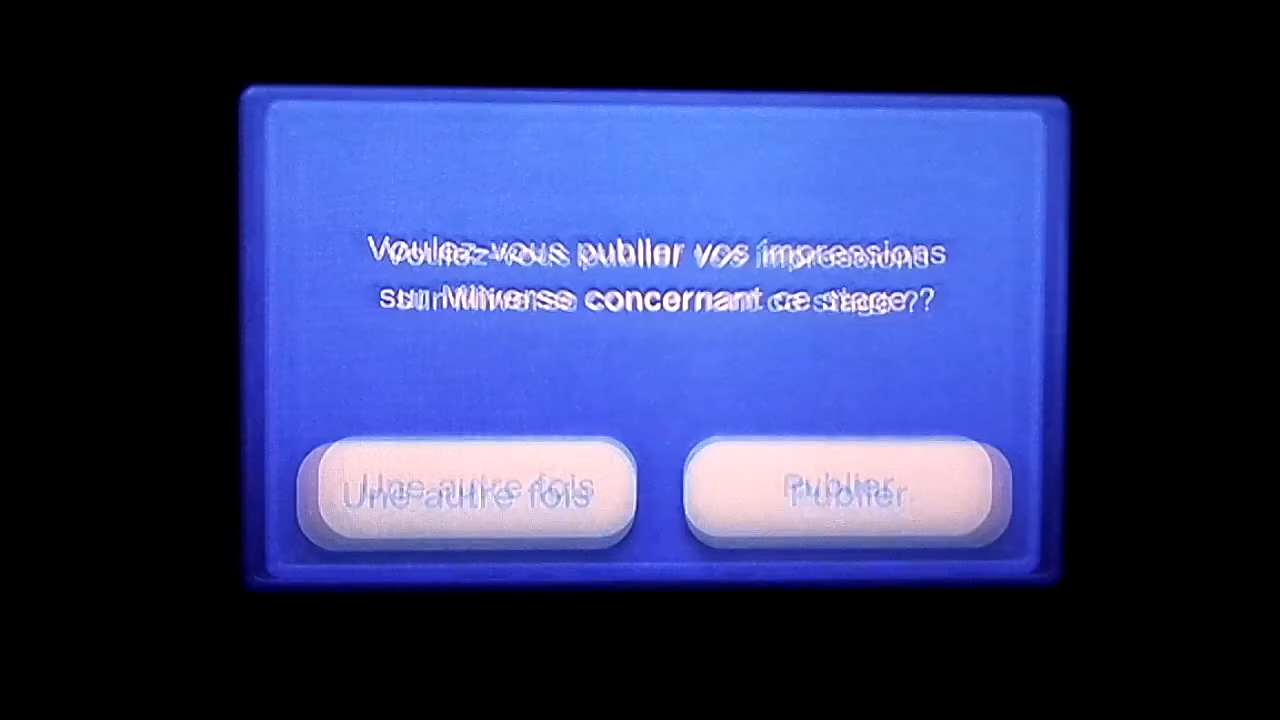 Voulez-vous publier vos impressions
sur Miiverse concernant ce stage ?
Une autre fois
Publier